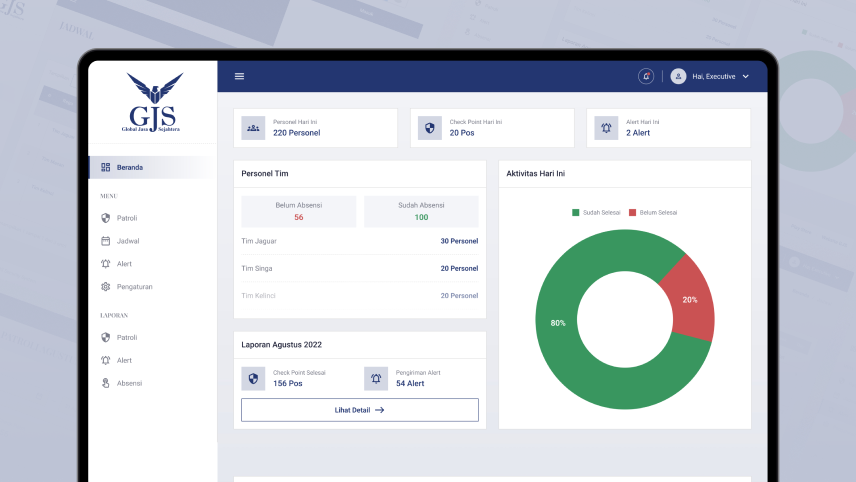 GJS
Global Jasa Sejahtera
Hai, Executive
Beranda
MENU
Patroli
Jadwal
Alert
Pengaturan
LAPORAN
Patroli
Alert
Absensi
Personel Hari Ini
220 Personel
Check Point Hari Ini
20 Pos
Alert Hari Ini
2 Alert
Personel Tim
Belum Absensi
56
Sudah Absensi
100
Tim Jaguar 30 Personel
Tim Singa 20 Personel
Tim Kelinci 20 Personel
Laporan Agustus 2022
Check Point Selesai
156 Pos
Pengiriman Alert
54 Alert
Lihat Detail
Aktivitas Hari Ini
Sudah Selesai Belum Selesai
20%
80%
JADWAL